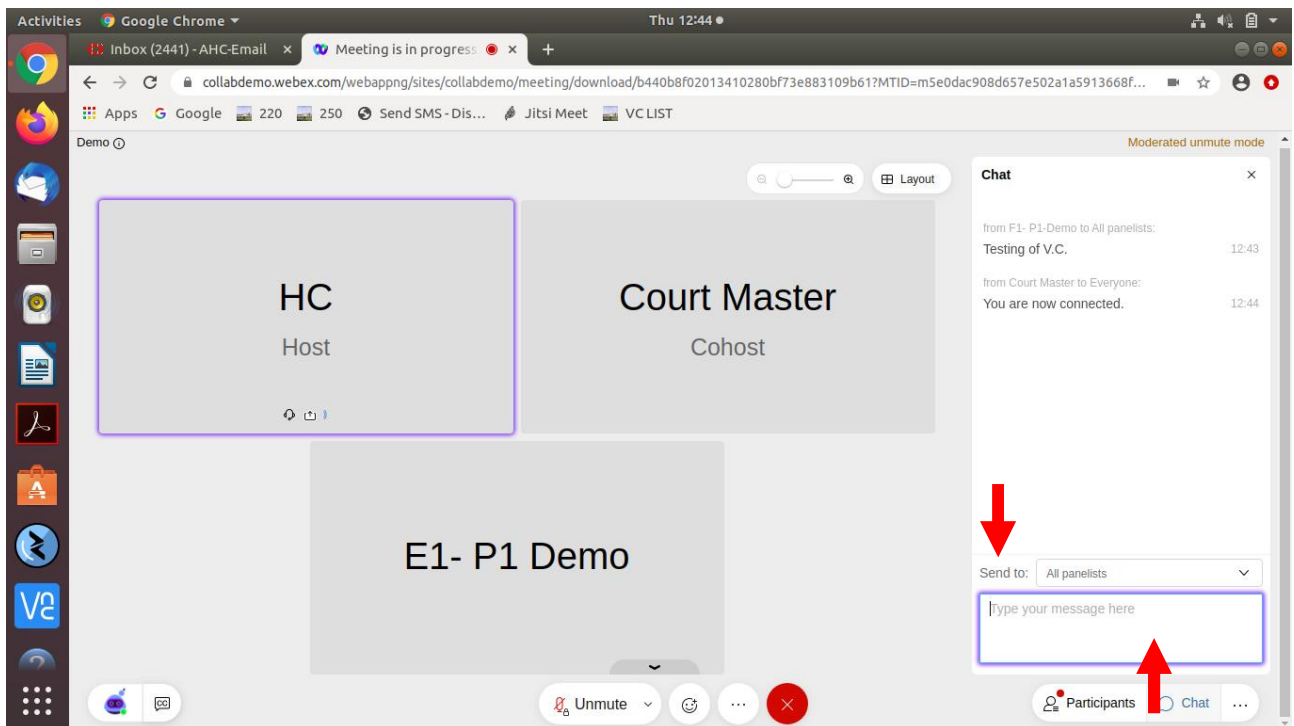 Activities Google Chrome Thu 12:44
Inbox (2441) - AHC-Email × Meeting is in progress × +
collabdemo.webex.com/webappng/sites/collabdemo/meeting/download/b440b8f02013410280bf73e883109b61?MTID=m5e0dac908d657e502a1a5913668f...
Apps G Google 220 250 Send SMS - Dis... Jitsi Meet VC LIST
Demo Moderated unmute mode
Layout
Chat
from F1- P1-Demo to All panelists:
Testing of V.C. 12:43
from Court Master to Everyone:
You are now connected. 12:44
HC
Host
Court Master
Cohost
E1- P1 Demo
Send to: All panelists
Type your message here
CC Unmute ... Participants Chat ...